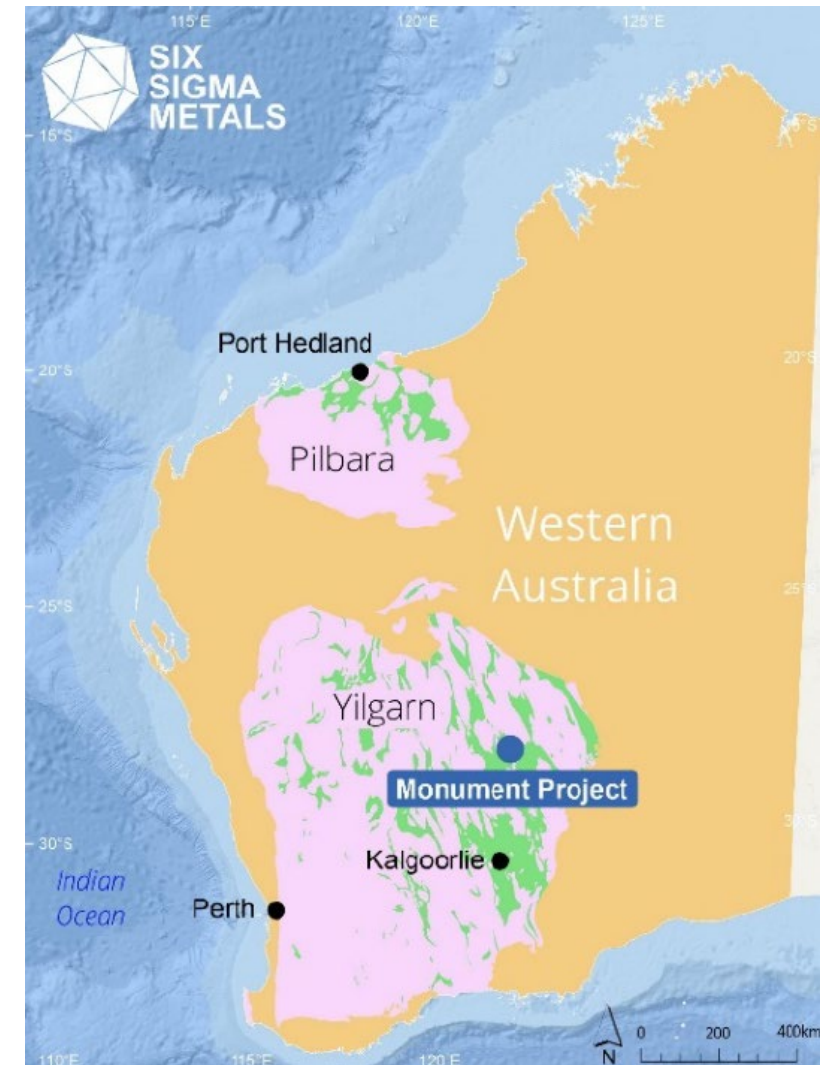 115°E
120°E
125°E
SIX
SIGMA
METALS
15°S
Port Hedland
20°S
20°S
Pilbara
Western
Australia
25°S
25°S
Yilgarn
Monument Project
30°S
30°S
Kalgoorlie
Indian
Ocean
Perth
0 200 400km
N
110°E
115°E
120°E